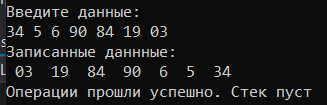 Введите данные:
34 5 6 90 84 19 03
Записанные даннные:
03 19 84 90 6 5 34
Операции прошли успешно. Стек пуст